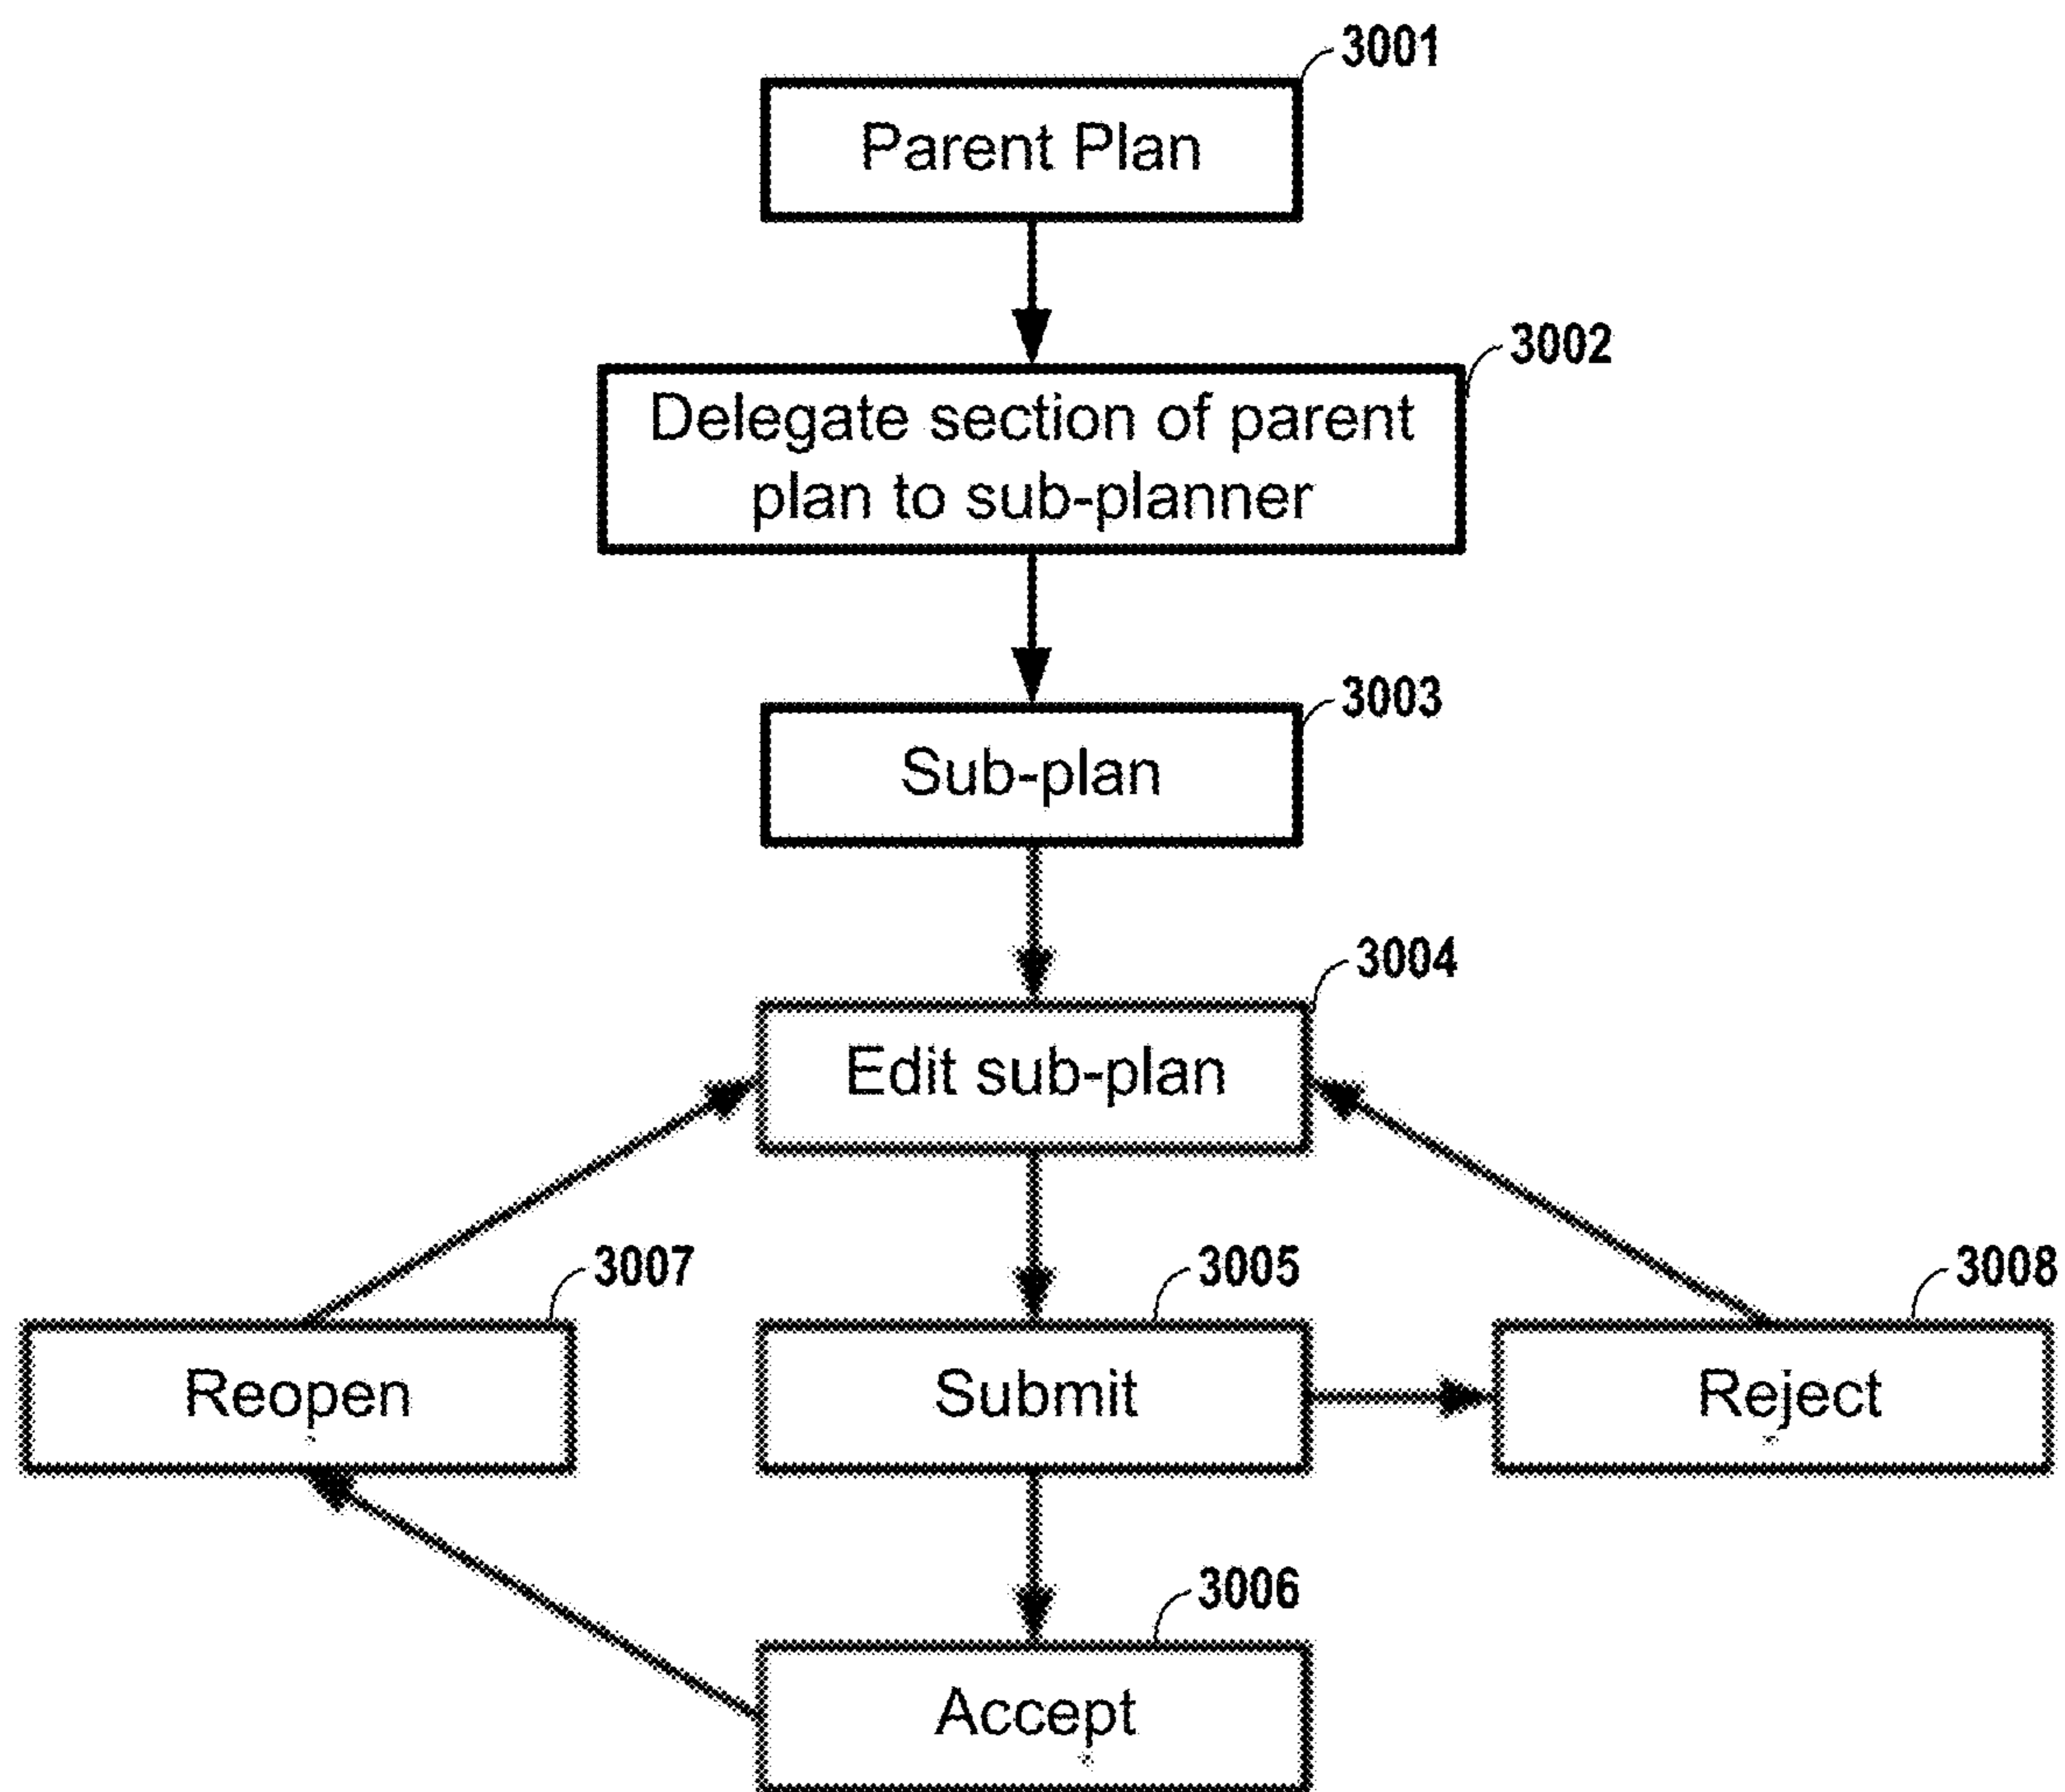 3001
Parent Plan
3002
Delegate section of parent
plan to sub-planner
3003
Sub-plan
3004
Edit sub-plan
3007
3005
3008
Reopen
Submit
Reject
3006
Accept